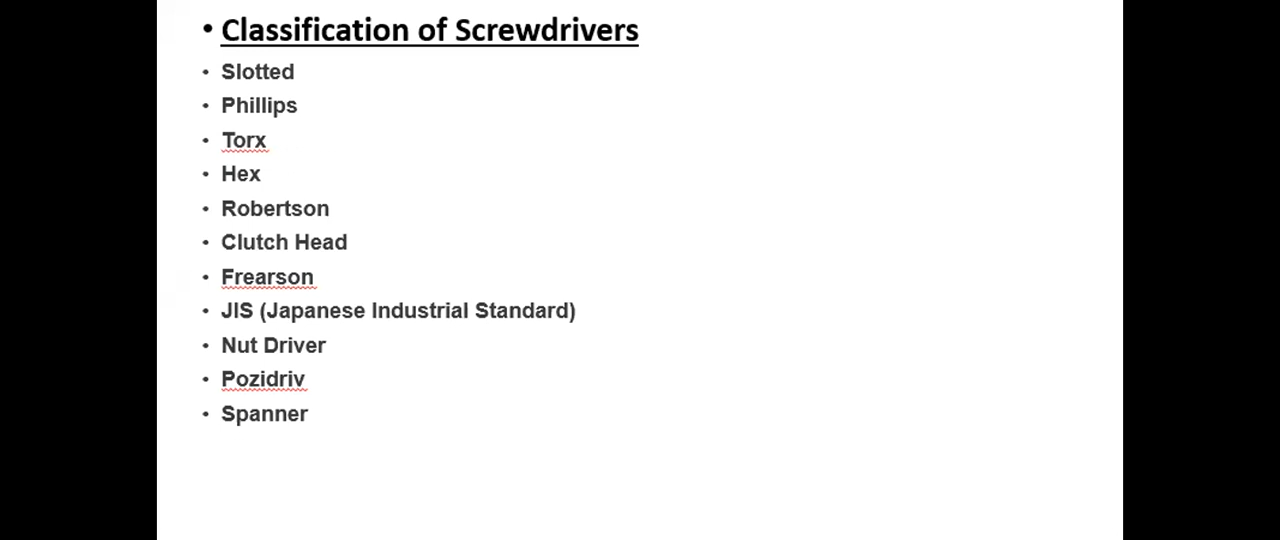 • Classification of Screwdrivers
• Slotted
• Phillips
• Torx
• Hex
• Robertson
• Clutch Head
• Frearson
• JIS (Japanese Industrial Standard)
• Nut Driver
• Pozidriv
• Spanner